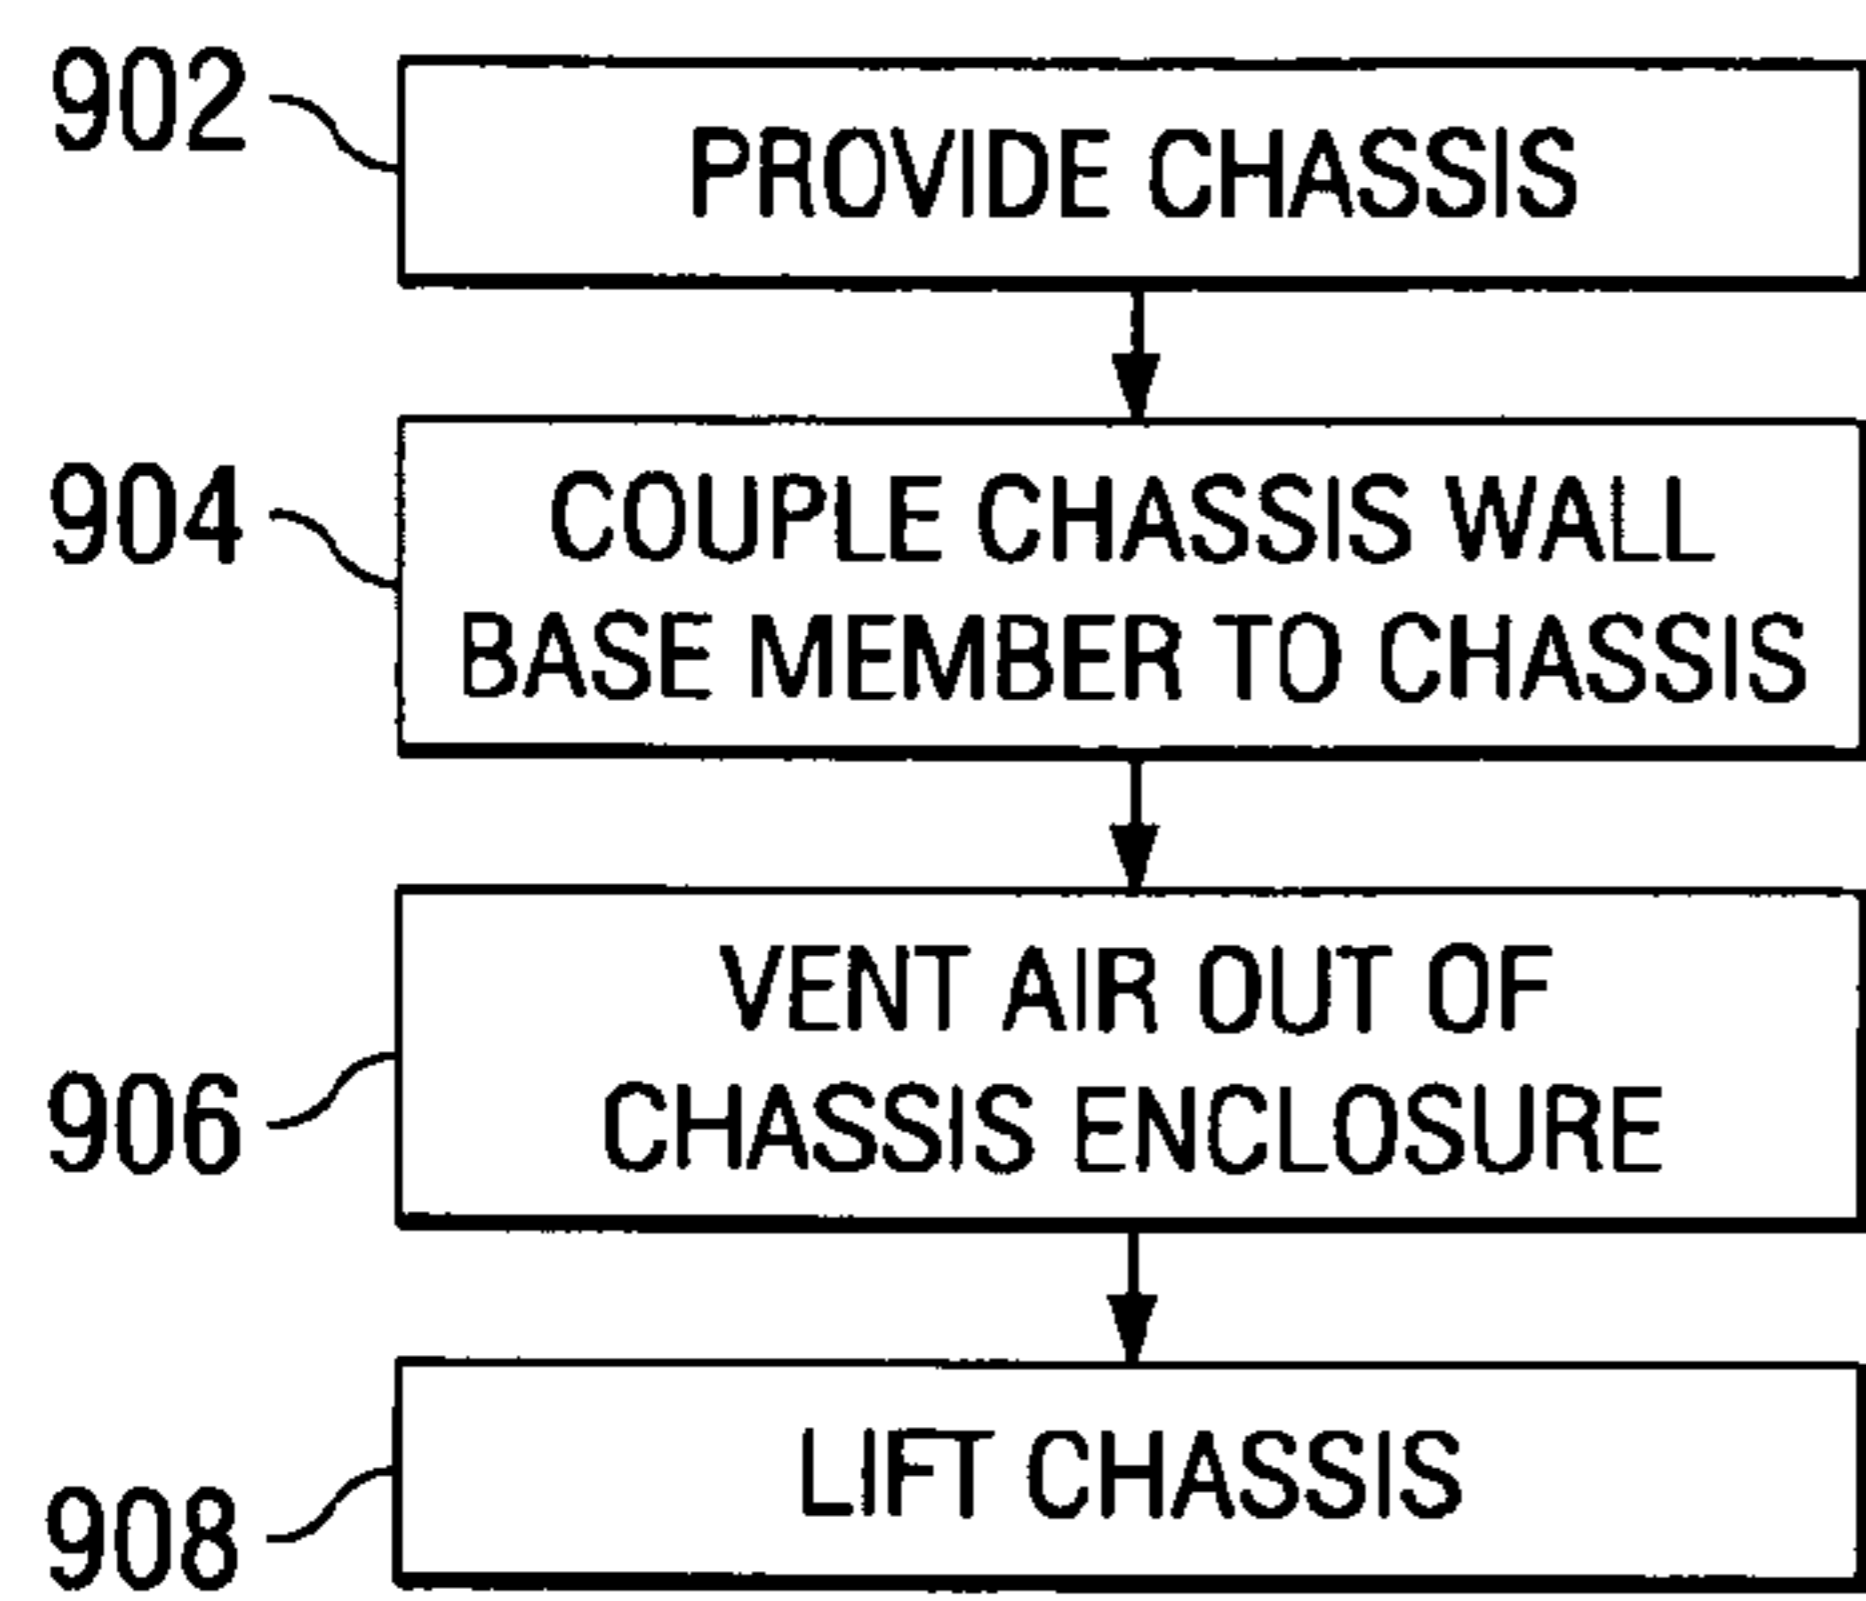 902
PROVIDE CHASSIS
904
COUPLE CHASSIS WALL
BASE MEMBER TO CHASSIS
906
VENT AIR OUT OF
CHASSIS ENCLOSURE
908
LIFT CHASSIS